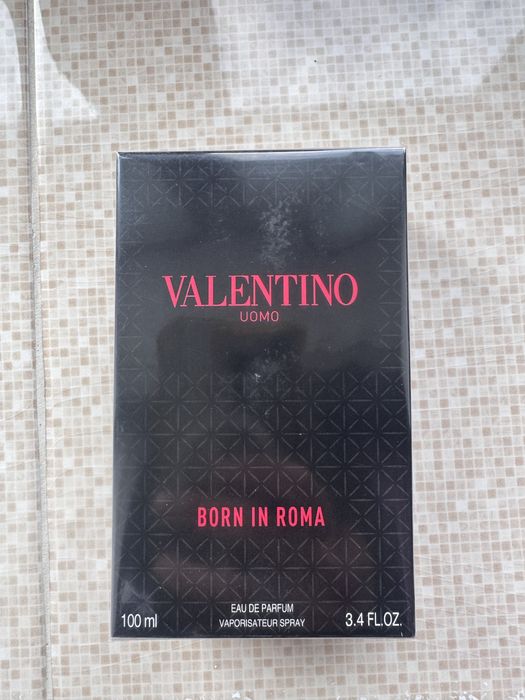 VALENTINO
UOMO
BORN IN ROMA
EAU DE PARFUM
100 ml VAPORISATEUR SPRAY 3.4 FL.OZ.